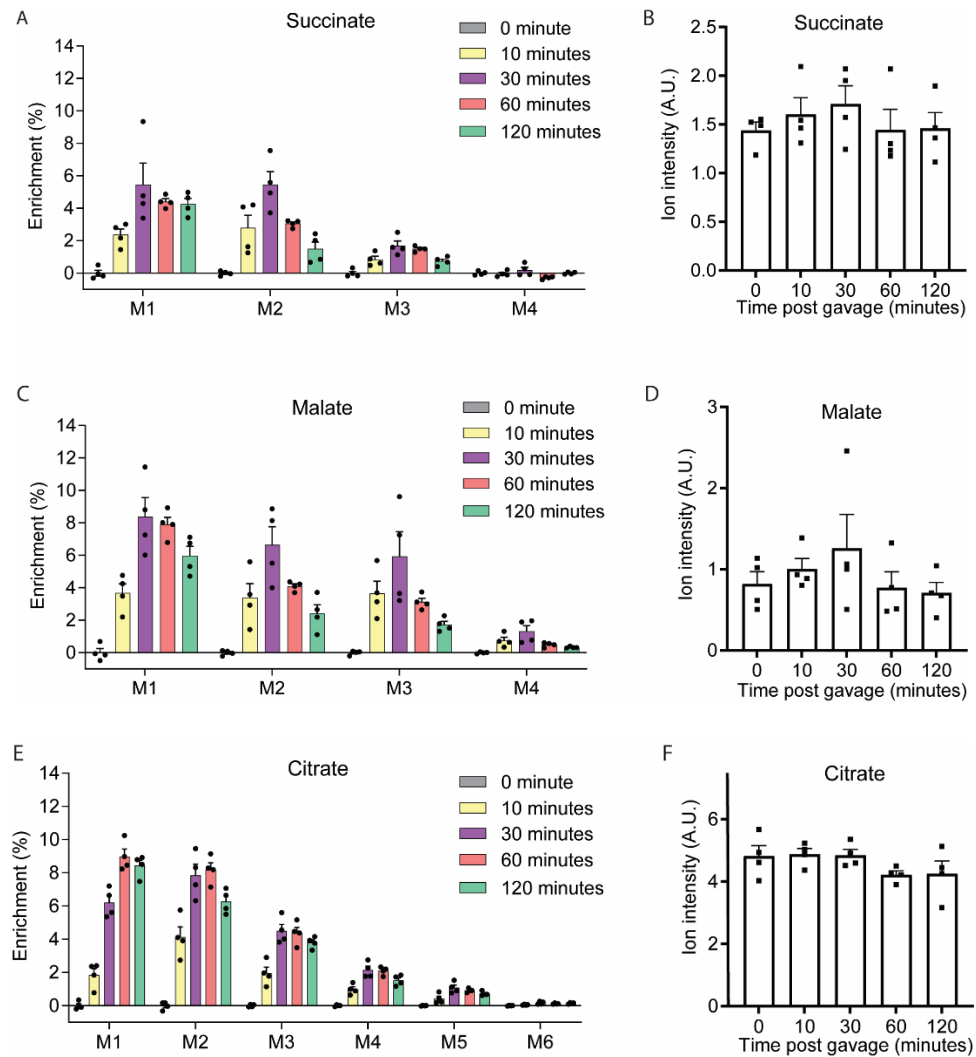 A
Succinate
0 minute
10 minutes
30 minutes
60 minutes
120 minutes
Enrichment (%)
14
12
10
8
6
4
2
0
M1 M2 M3 M4
B
Succinate
Ion intensity (A.U.)
2.5
2.0
1.5
1.0
0.5
0.0
0 10 30 60 120
Time post gavage (minutes)
C
Malate
0 minute
10 minutes
30 minutes
60 minutes
120 minutes
Enrichment (%)
14
12
10
8
6
4
2
0
M1 M2 M3 M4
D
Malate
Ion intensity (A.U.)
3
2
1
0
0 10 30 60 120
Time post gavage (minutes)
E
Citrate
0 minute
10 minutes
30 minutes
60 minutes
120 minutes
Enrichment (%)
14
12
10
8
6
4
2
0
M1 M2 M3 M4 M5 M6
F
Citrate
Ion intensity (A.U.)
6
4
2
0
0 10 30 60 120
Time post gavage (minutes)